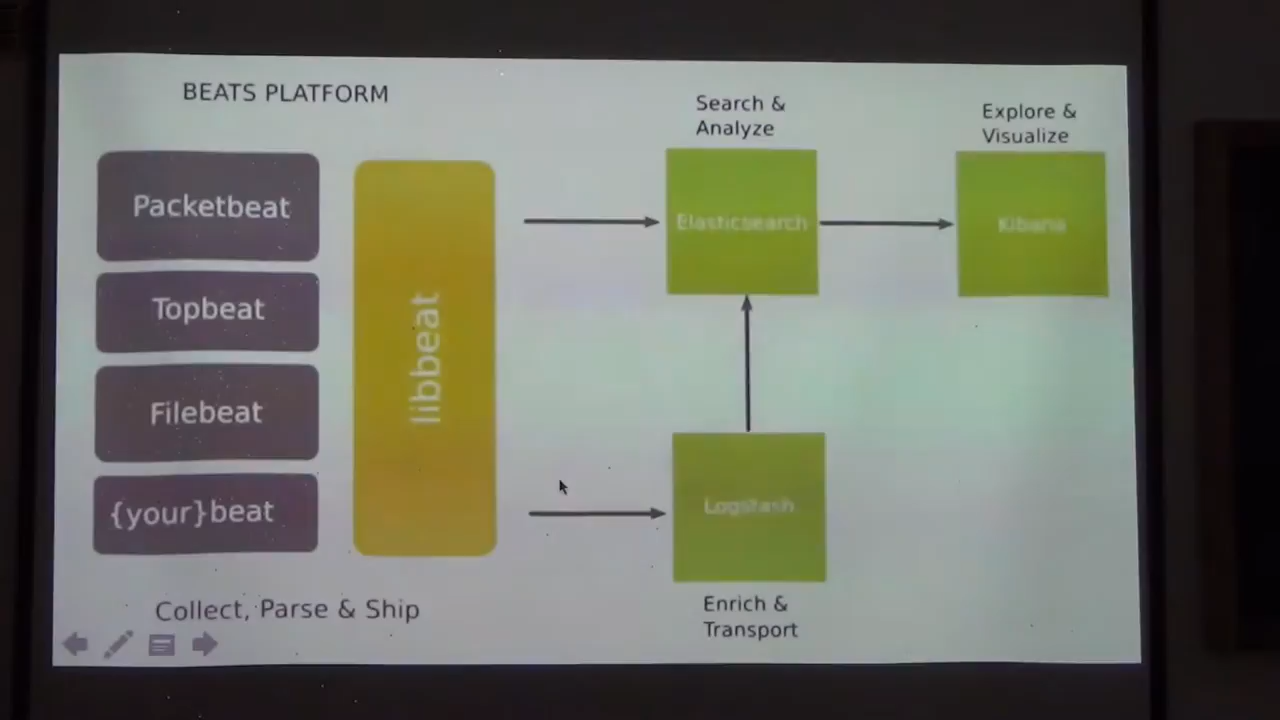 BEATS PLATFORM
Packetbeat
Topbeat
Filebeat
{your}beat
libbeat
Collect, Parse & Ship
Search &
Analyze
Elasticsearch
Explore &
Visualize
Kibana
Logstash
Enrich &
Transport